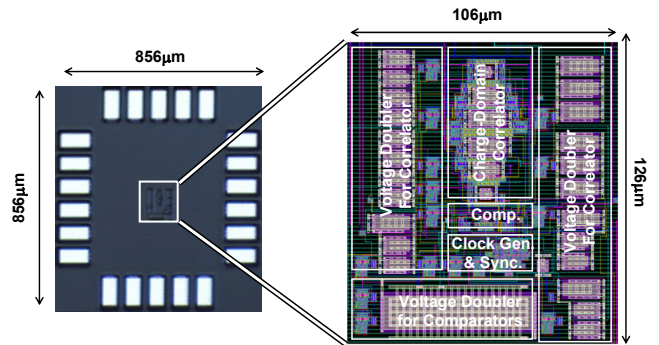 856μm
856μm
106μm
126μm
Voltage Doubler
For Correlator
Charge Domain
Correlator
Voltage Doubler
For Correlator
Comp.
Clock Gen.
& Sync.
Voltage Doubler
for Comparators